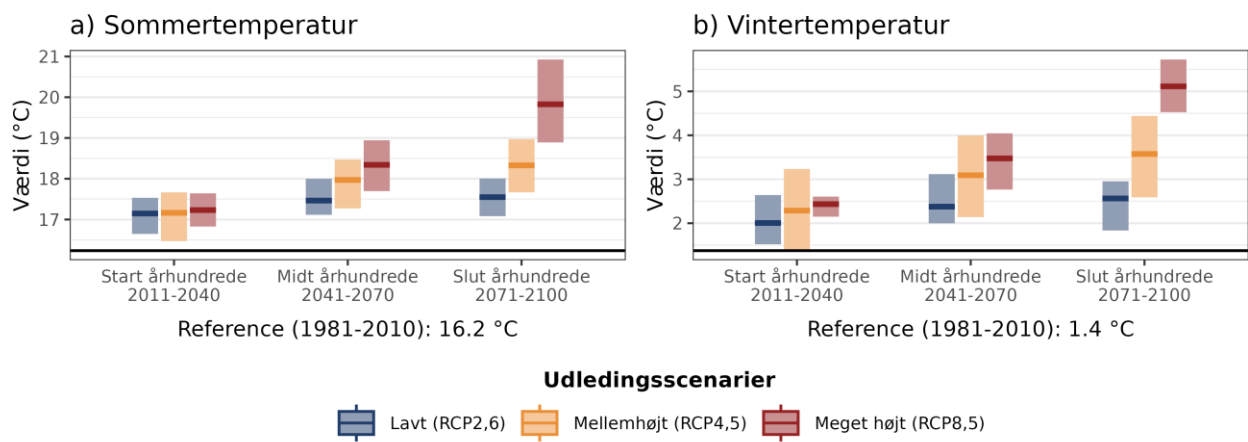 a) Sommertemperatur
Værdi (°C)
21
20
19
18
17
Start århundrede
2011-2040
Midt århundrede
2041-2070
Slut århundrede
2071-2100
Reference (1981-2010): 16.2 °C
b) Vintertemperatur
Værdi (°C)
5
4
3
2
Start århundrede
2011-2040
Midt århundrede
2041-2070
Slut århundrede
2071-2100
Reference (1981-2010): 1.4 °C
Udledingsscenarier
Lavt (RCP2,6)
Mellemhøjt (RCP4,5)
Meget højt (RCP8,5)